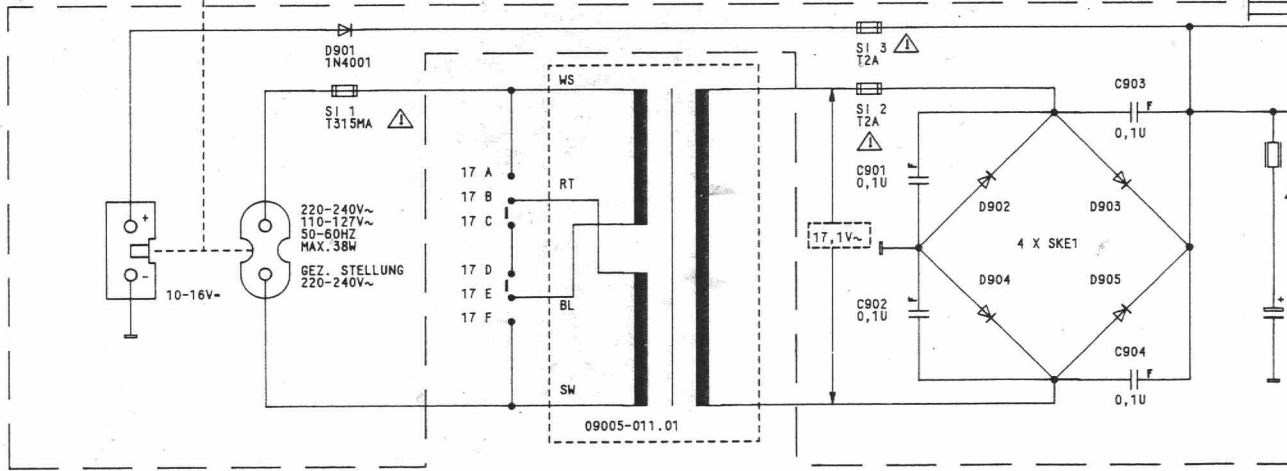 D901
1N4001
SI 3
T2A
SI 1
T315MA
WS
SI 2
T2A
C903
F
0,1U
17 A
17 B
17 C
17 D
17 E
17 F
RT
BL
SW
F
C901
0,1U
D902
D903
220-240V~
110-127V~
50-60HZ
MAX.38W
GEZ. STELLUNG
220-240V~
+
-
10-16V=
17,1V~
4 X SKE1
D904
D905
F
C902
0,1U
C904
F
0,1U
+
09005-011.01